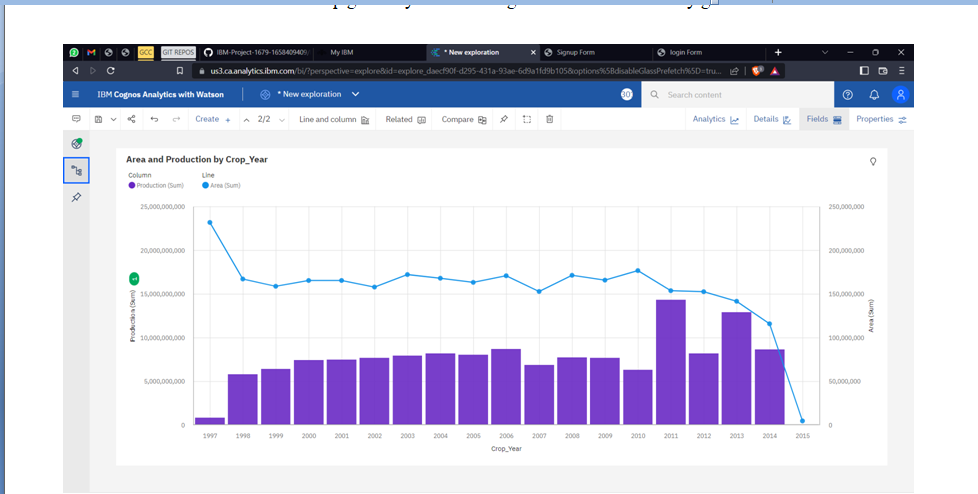 GCC GIT REPOS IBM-Project-1679-1658409409 My IBM * New exploration Signup Form login Form
us3.ca.analytics.ibm.com/bi/?perspective=explore&id=explore_daecf90f-d295-431a-93ae-6d9a1fd9b105&options%5BdisableGlassPrefetch%5D=tru...
IBM Cognos Analytics with Watson * New exploration 30 Search content
Create 2/2 Line and column Related Compare Analytics Details Fields Properties
Area and Production by Crop_Year
Column Line
Production (Sum) Area (Sum)
25,000,000,000 250,000,000
20,000,000,000 200,000,000
15,000,000,000 150,000,000
10,000,000,000 100,000,000
5,000,000,000 50,000,000
0 0
Production (Sum)
Area (Sum)
1997 1998 1999 2000 2001 2002 2003 2004 2005 2006 2007 2008 2009 2010 2011 2012 2013 2014 2015
Crop_Year